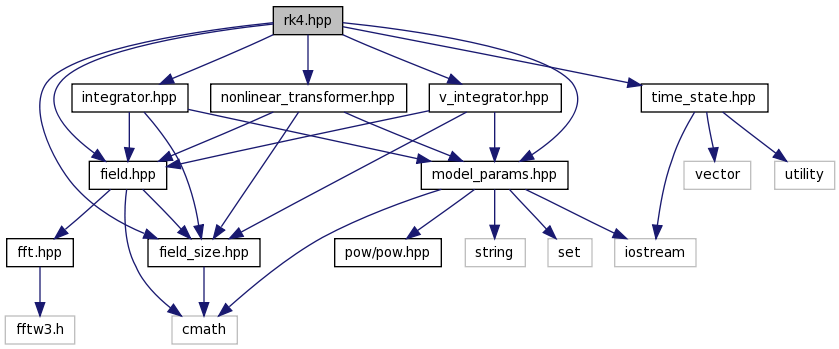 rk4.hpp
integrator.hpp
nonlinear_transformer.hpp
v_integrator.hpp
time_state.hpp
field.hpp
model_params.hpp
vector
utility
fft.hpp
field_size.hpp
pow/pow.hpp
string
set
iostream
fftw3.h
cmath